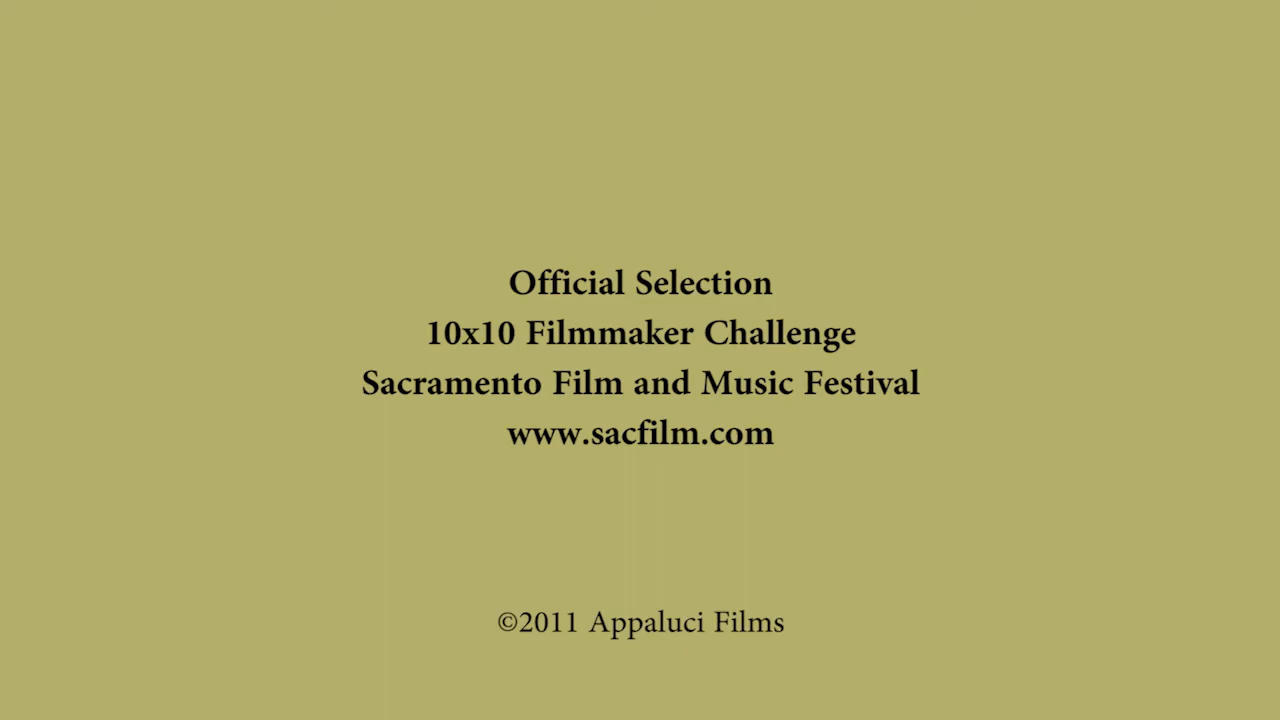 Official Selection
10x10 Filmmaker Challenge
Sacramento Film and Music Festival
www.sacfilm.com
©2011 Appaluci Films